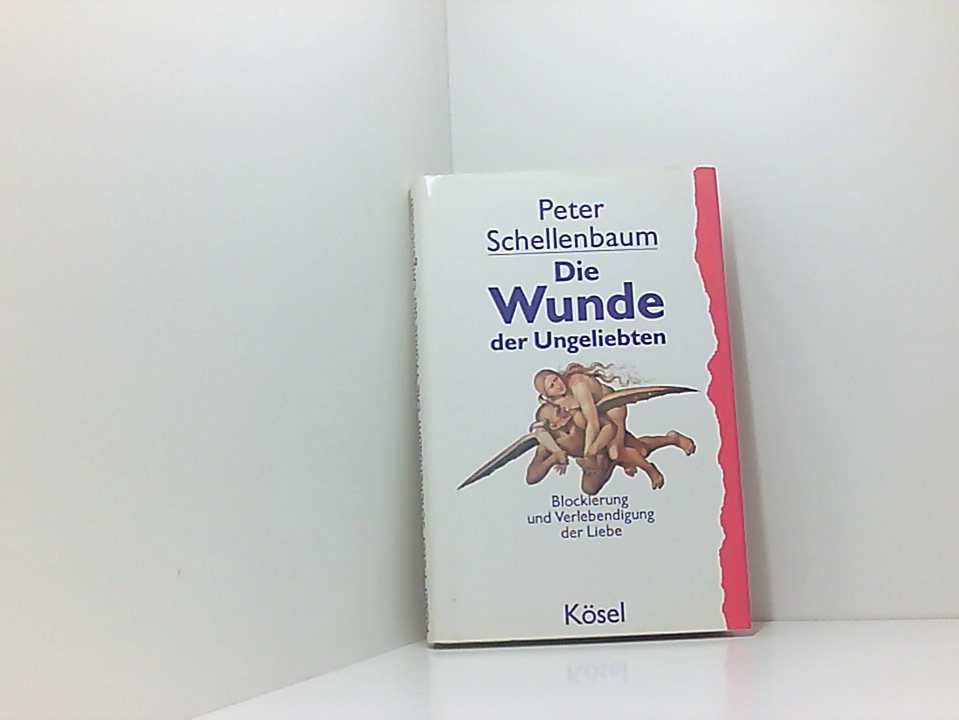 Peter
Schellenbaum
Die
Wunde
der Ungeliebten
Blockierung
und Verlebendigung
der Liebe
Kösel